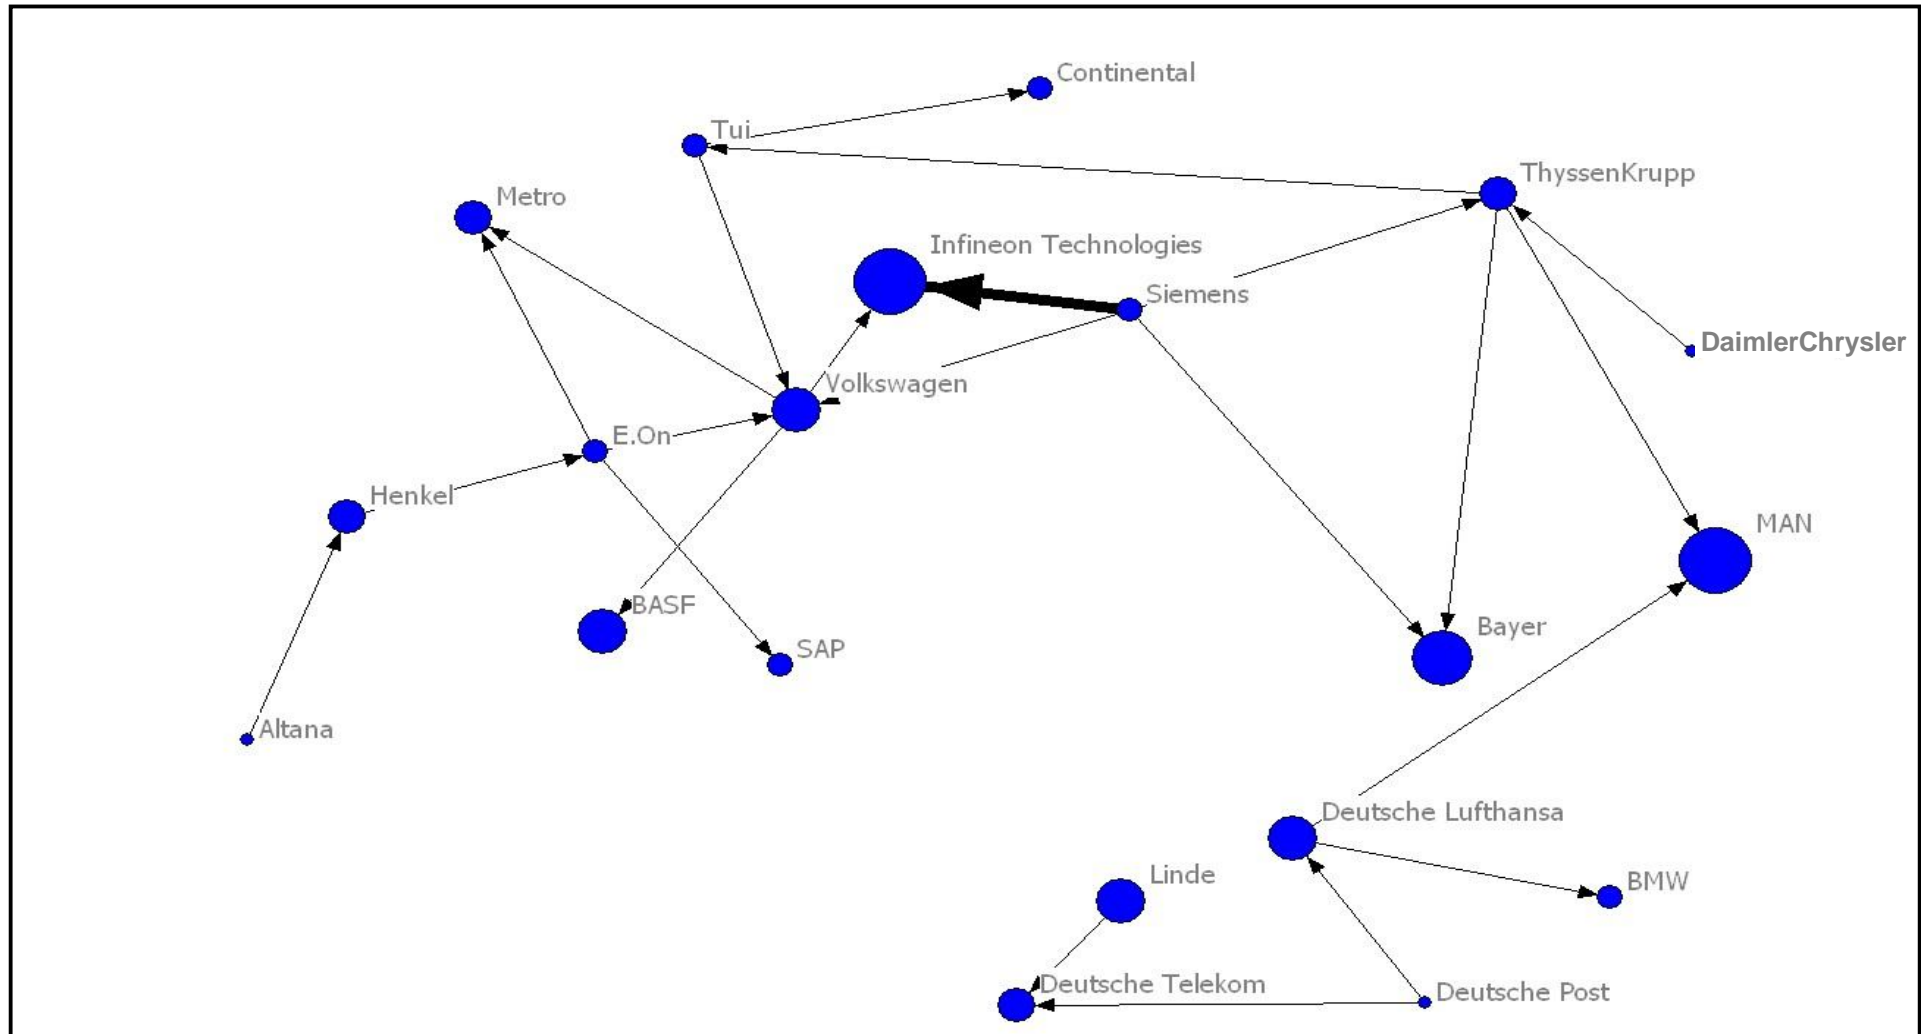 Continental
Tui
ThyssenKrupp
Metro
Infineon Technologies
Siemens
DaimlerChrysler
Volkswagen
E.On
Henkel
MAN
BASF
Bayer
SAP
Altana
Deutsche Lufthansa
Linde
BMW
Deutsche Telekom
Deutsche Post